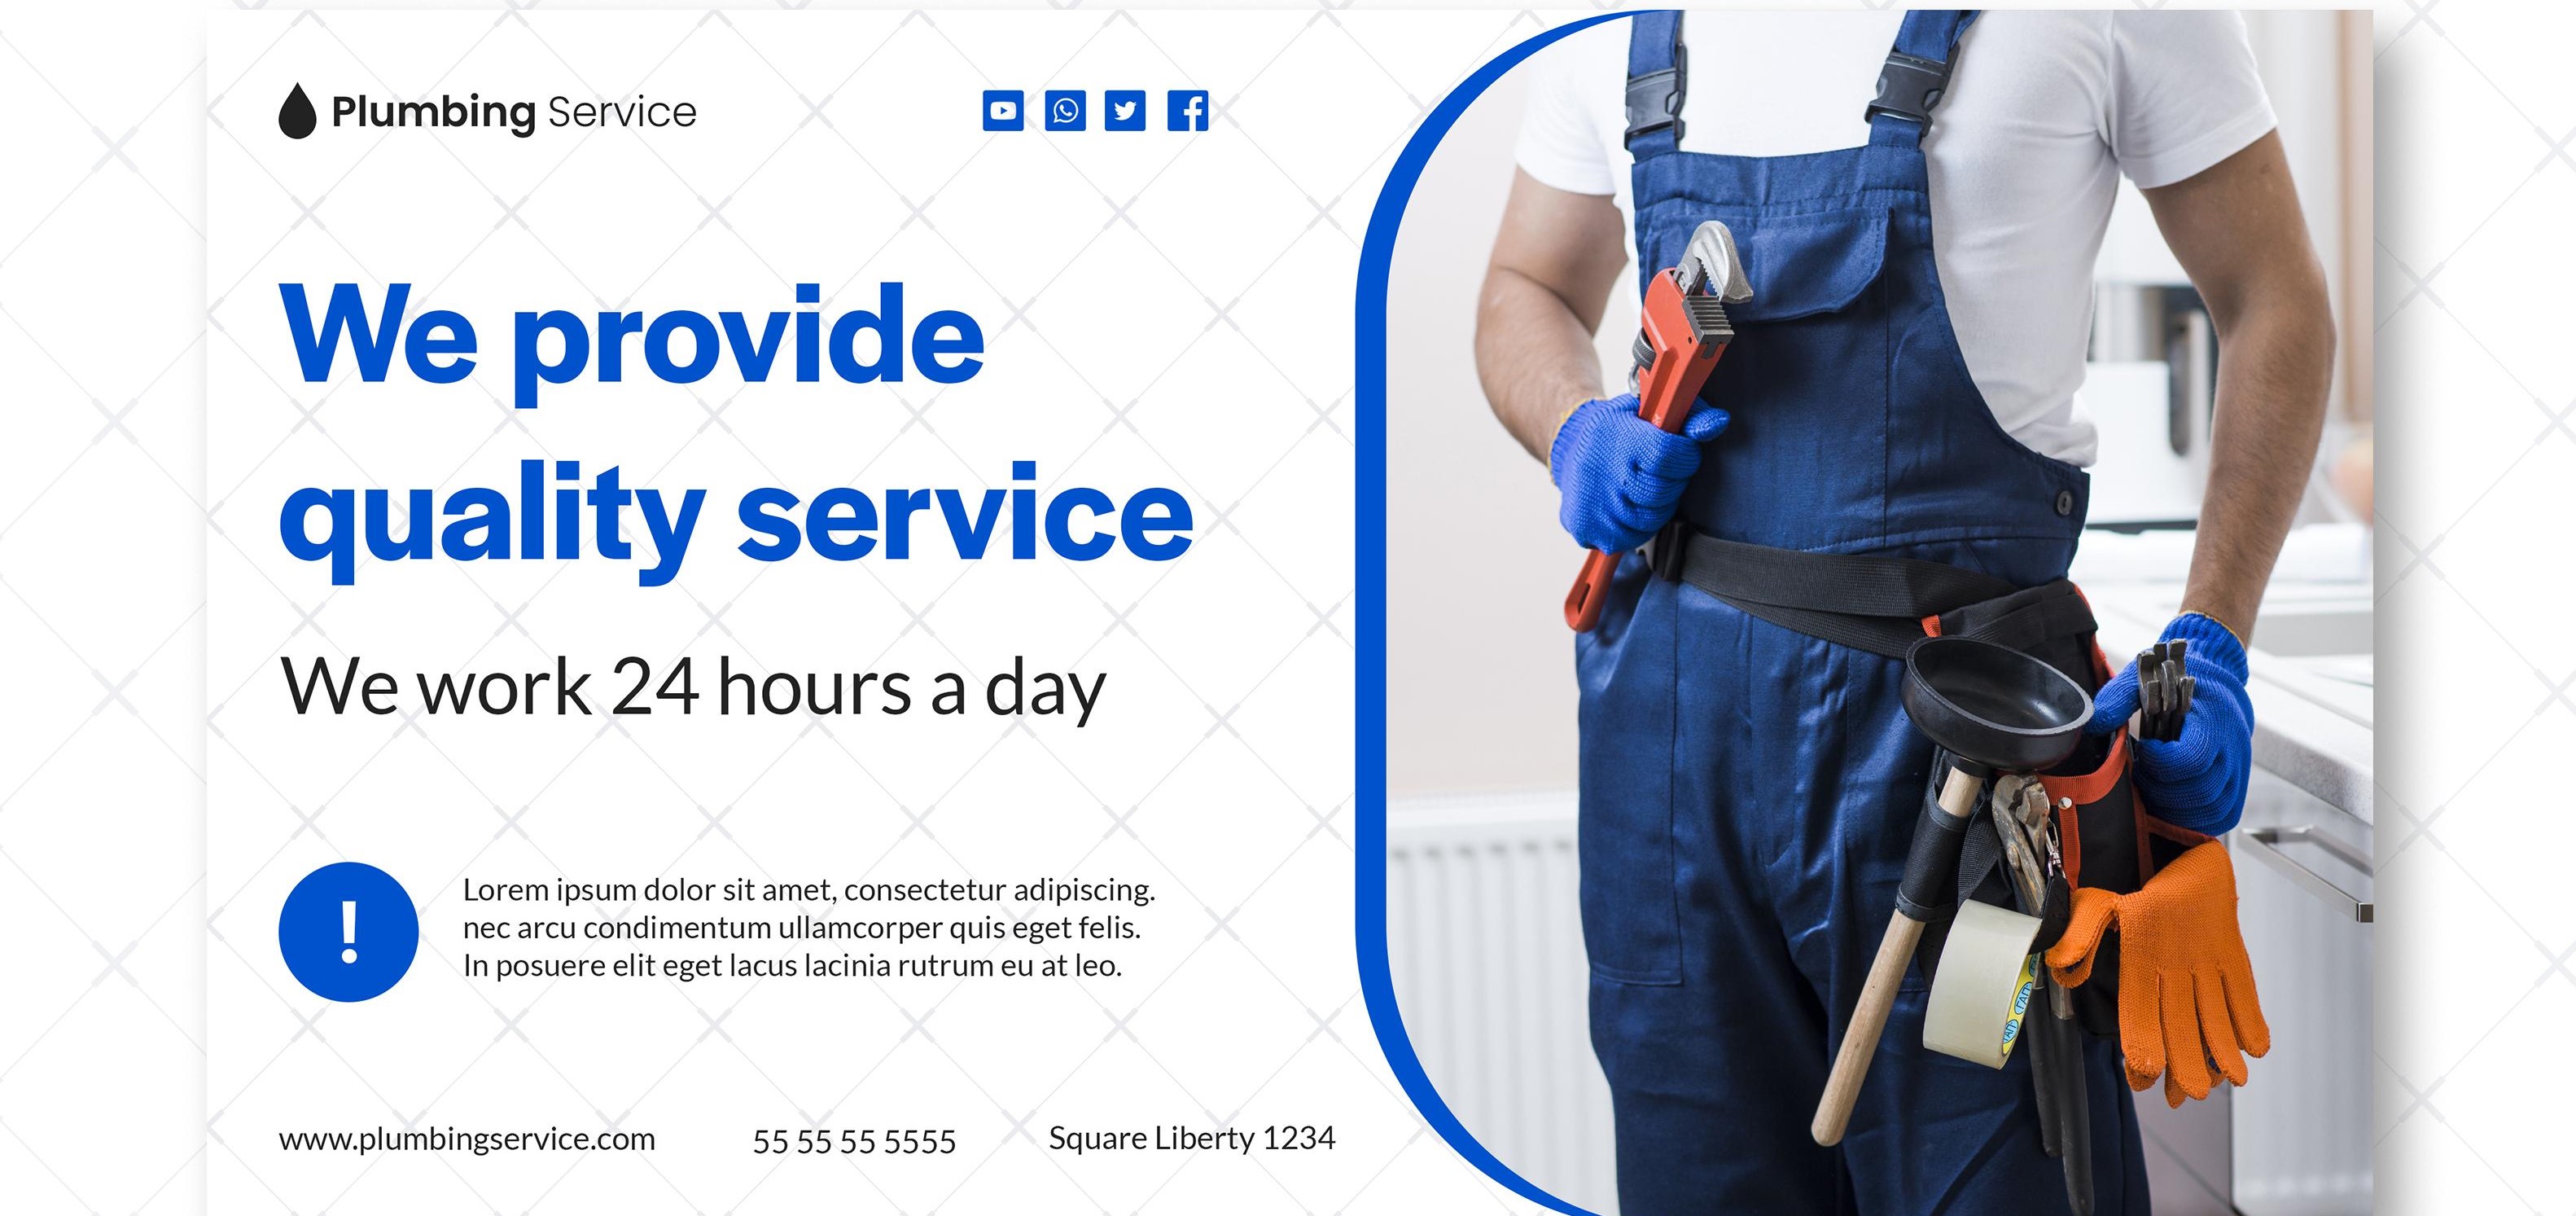 Plumbing Service
We provide
quality service
We work 24 hours a day
!
Lorem ipsum dolor sit amet, consectetur adipiscing.
nec arcu condimentum ullamcorper quis eget felis.
In posuere elit eget lacus lacinia rutrum eu at leo.
www.plumbingservice.com
55 55 55 5555
Square Liberty 1234